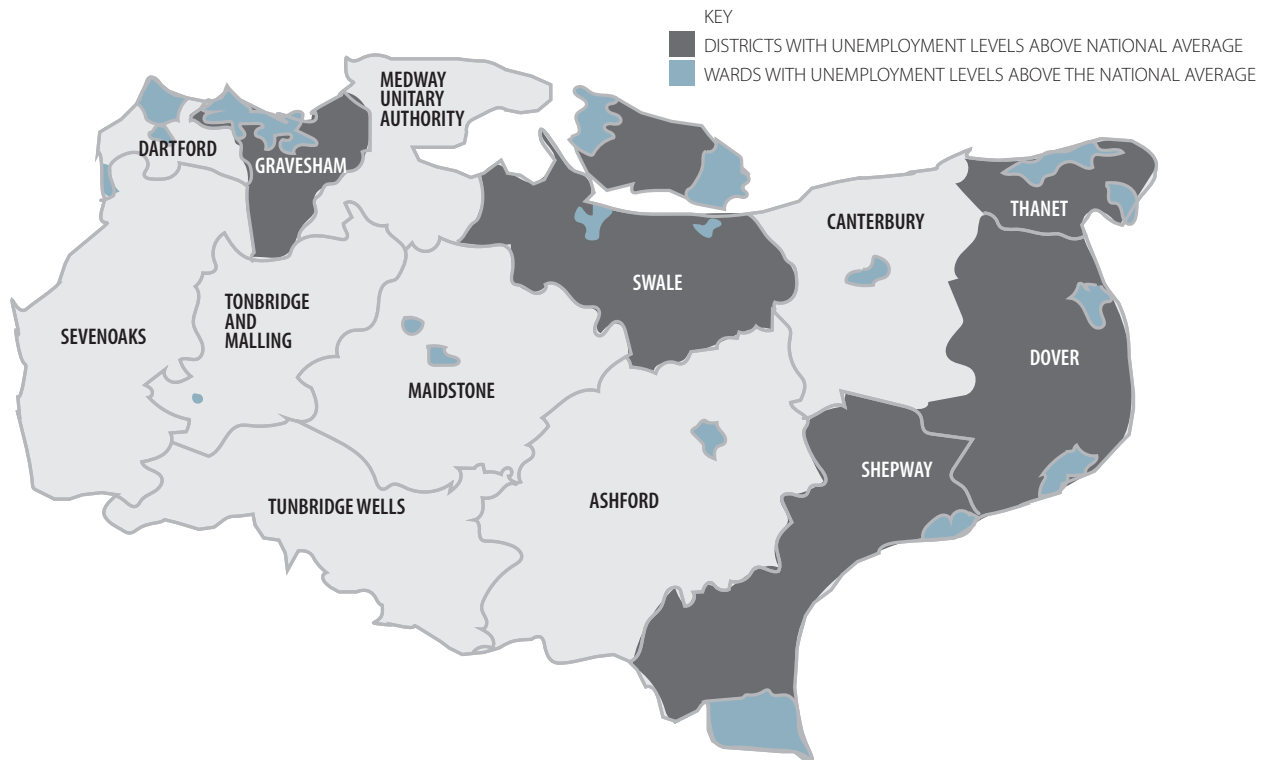 KEY
DISTRICTS WITH UNEMPLOYMENT LEVELS ABOVE NATIONAL AVERAGE
WARDS WITH UNEMPLOYMENT LEVELS ABOVE THE NATIONAL AVERAGE
MEDWAY
UNITARY
AUTHORITY
DARTFORD
GRAVESHAM
THANET
CANTERBURY
SWALE
TONBRIDGE
AND
MALLING
SEVENOAKS
DOVER
MAIDSTONE
SHEPWAY
ASHFORD
TUNBRIDGE WELLS